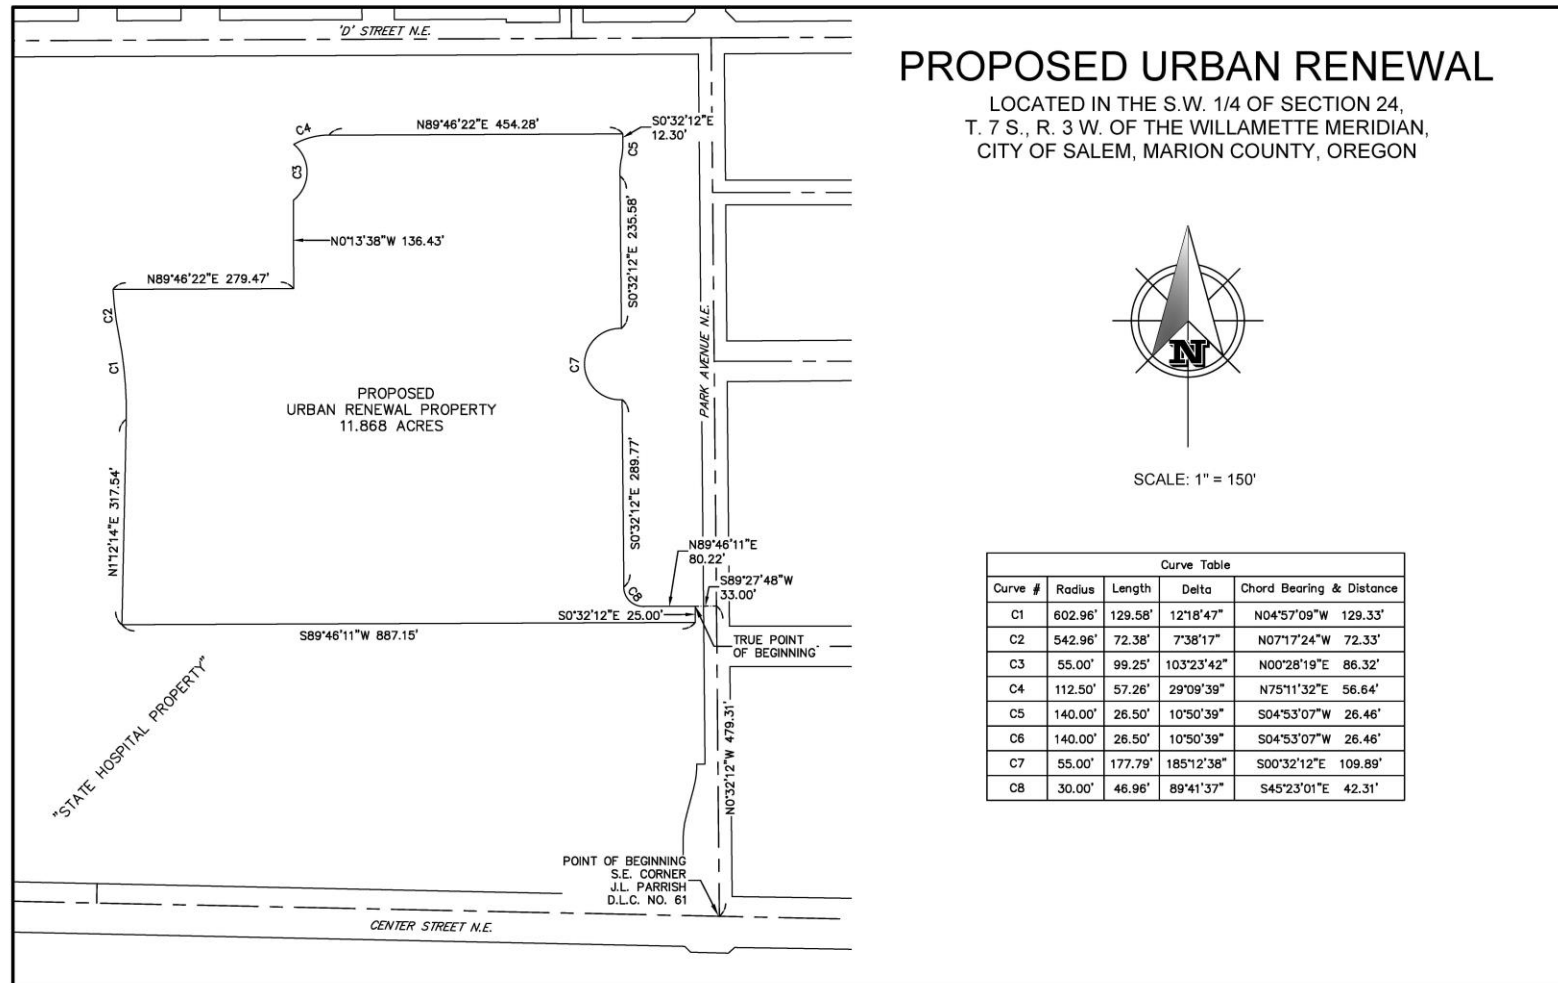 'D' STREET N.E.
PROPOSED URBAN RENEWAL
LOCATED IN THE S.W. 1/4 OF SECTION 24,
T. 7 S., R. 3 W. OF THE WILLAMETTE MERIDIAN,
CITY OF SALEM, MARION COUNTY, OREGON
C4
N89°46'22"E 454.28'
S0°32'12"E
12.30'
C5
C3
N0°13'38"W 136.43'
S0°32'12"E 235.58'
N89°46'22"E 279.47'
C2
C1
C7
PARK AVENUE N.E.
PROPOSED
URBAN RENEWAL PROPERTY
11.868 ACRES
N
SCALE: 1" = 150'
N1°12'14"E 317.54'
S0°32'12"E 289.77'
N89°46'11"E
80.22'
S89°27'48"W
33.00'
C8
S0°32'12"E 25.00'
S89°46'11"W 887.15'
TRUE POINT
OF BEGINNING
"STATE HOSPITAL PROPERTY"
N0°32'12"W 479.31'
POINT OF BEGINNING
S.E. CORNER
J.L. PARRISH
D.L.C. NO. 61
CENTER STREET N.E.
Curve Table
Curve # Radius Length Delta Chord Bearing & Distance
C1 602.96' 129.58' 12°18'47" N04°57'09"W 129.33'
C2 542.96' 72.38' 7°38'17" N07°17'24"W 72.33'
C3 55.00' 99.25' 103°23'42" N00°28'19"E 86.32'
C4 112.50' 57.26' 29°09'39" N75°11'32"E 56.64'
C5 140.00' 26.50' 10°50'39" S04°53'07"W 26.46'
C6 140.00' 26.50' 10°50'39" S04°53'07"W 26.46'
C7 55.00' 177.79' 185°12'38" S00°32'12"E 109.89'
C8 30.00' 46.96' 89°41'37" S45°23'01"E 42.31'